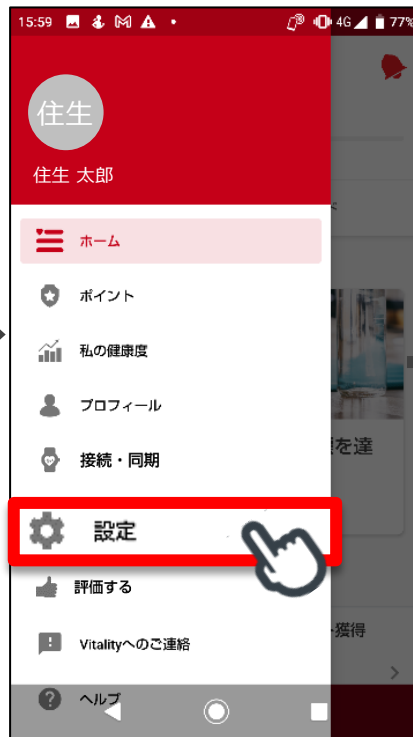 15:59
4G 77%
住生
住生 太郎
ホーム
ポイント
私の健康度
プロフィール
接続・同期
を達
設定
評価する
獲得
Vitalityへのご連絡
ヘルプ